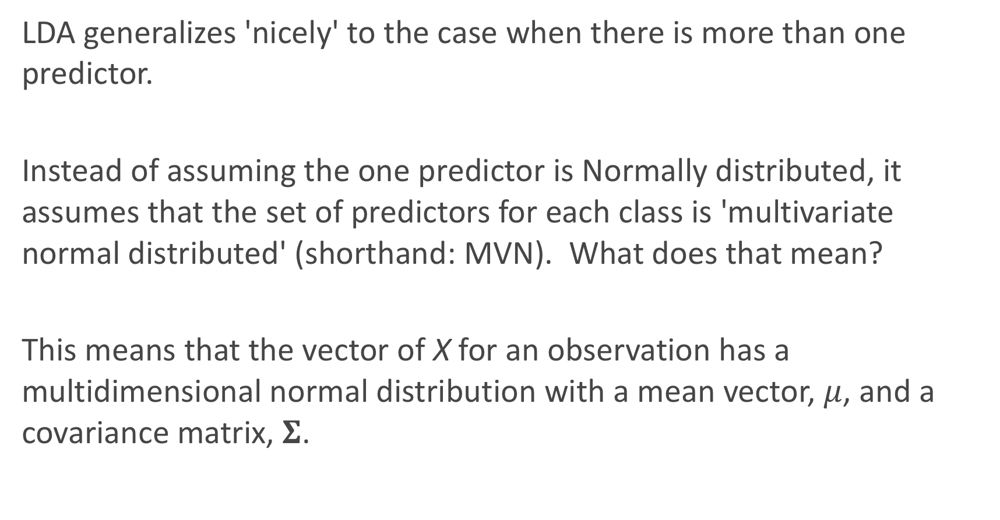 LDA generalizes 'nicely' to the case when there is more than one
predictor.
Instead of assuming the one predictor is Normally distributed, it
assumes that the set of predictors for each class is 'multivariate
normal distributed' (shorthand: MVN).  What does that mean?
This means that the vector of X for an observation has a
multidimensional normal distribution with a mean vector, μ, and a
covariance matrix, Σ.